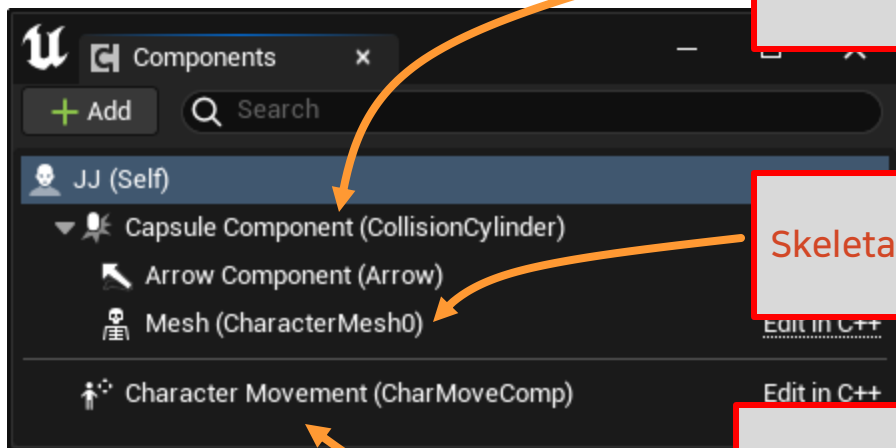 Components
Add
Search
JJ (Self)
Capsule Component (CollisionCylinder)
Arrow Component (Arrow)
Skeleta
Mesh (CharacterMesh0)
Edit in C++
Character Movement (CharMoveComp)
Edit in C++